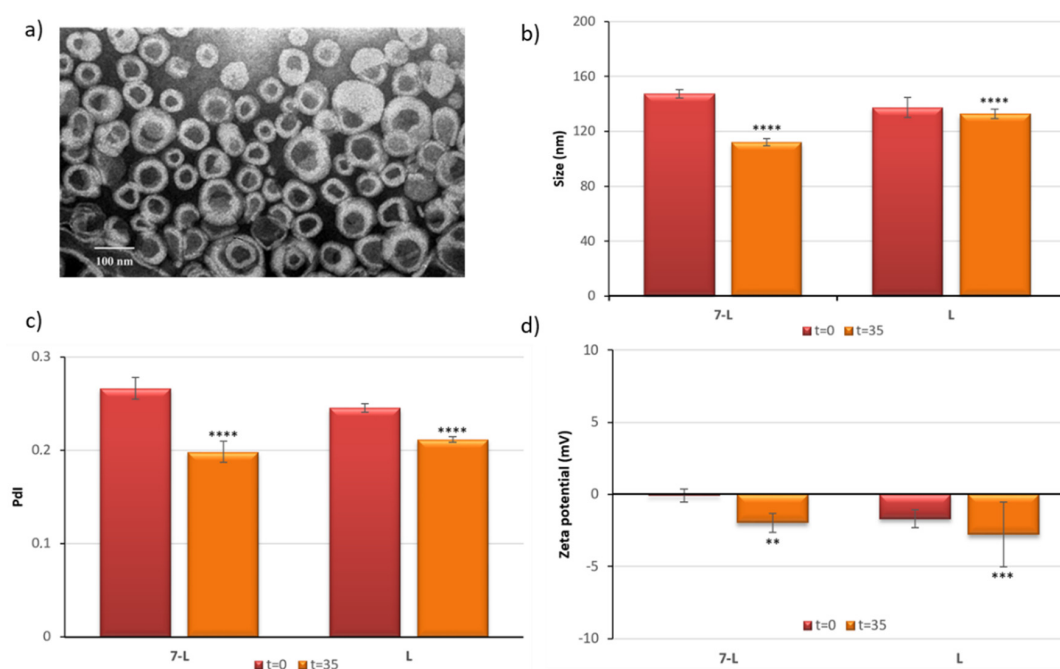 a)
100 nm
b)
200
160
120
80
40
0
Size (nm)
****
****
7-L
L
t=0
t=35
c)
0.3
0.2
0.1
0
PdI
****
****
7-L
L
t=0
t=35
d)
10
5
0
-5
-10
Zeta potential (mV)
**
***
t=0
t=35
7-L
L